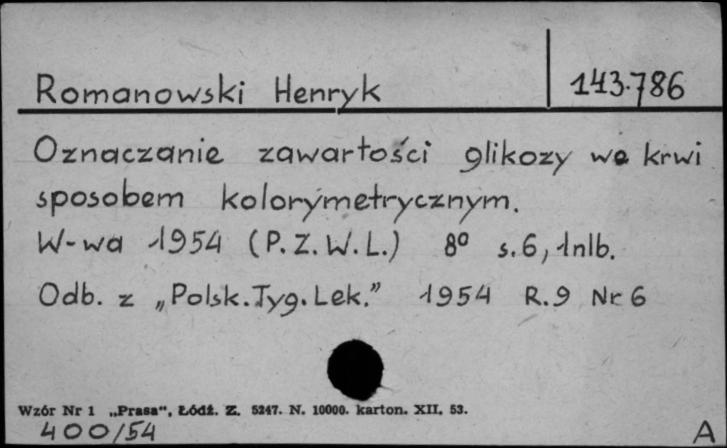 Romanowski Henryk 143.786
Oznaczanie zawartości glikozy we krwi
sposobem kolorymetrycznym.
W-wa 1954 (P.Z.W.L.) 8° s.6, 1nlb.
Odb. z „Polsk.Tyg.Lek.” 1954 R.9 Nr 6
Wzór Nr 1 „Prasa“, Łódź. Z. 5247. N. 10000. karton. XII. 53.
400/54 A